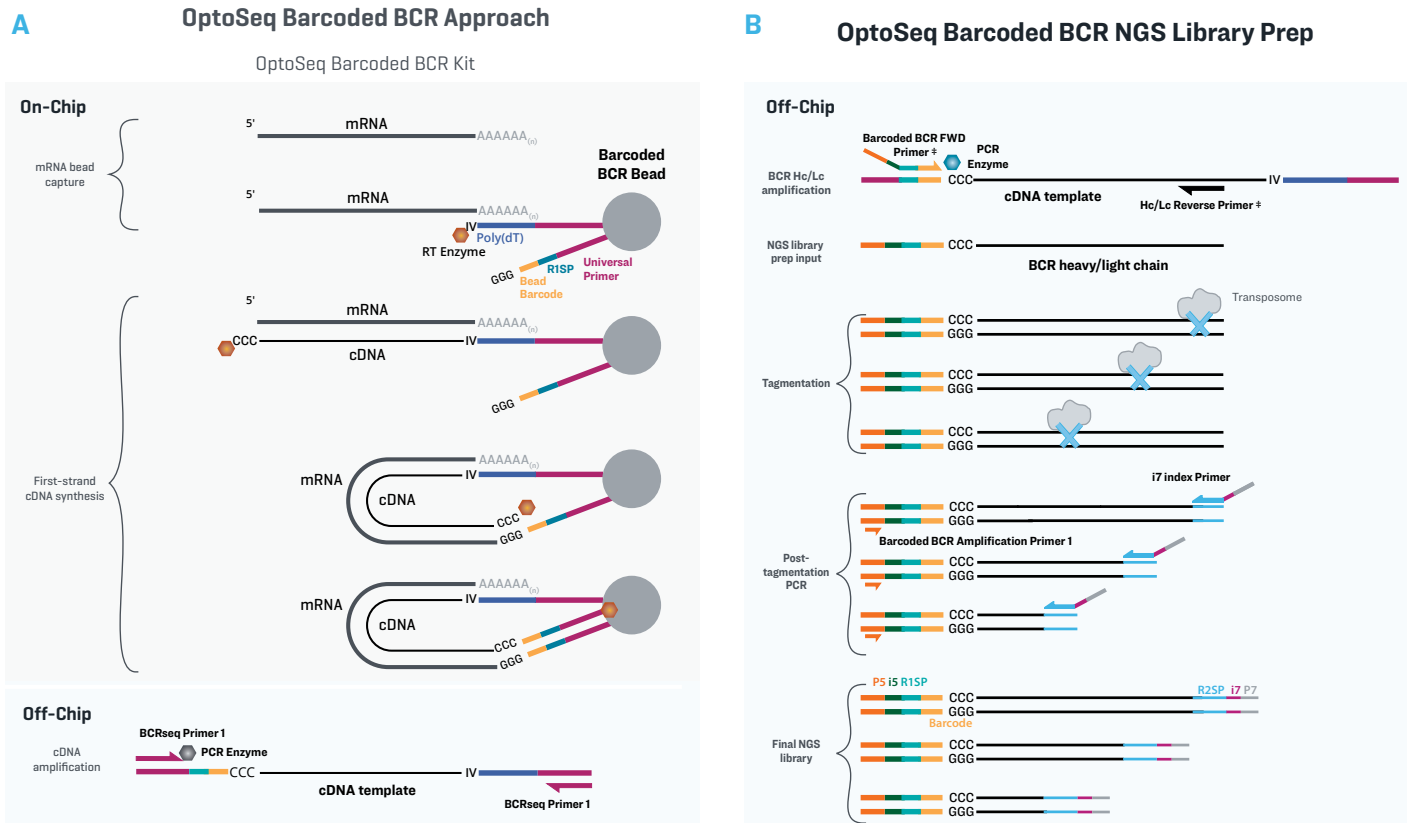 A
OptoSeq Barcoded BCR Approach
OptoSeq Barcoded BCR Kit
On-Chip
mRNA bead
capture
5'
mRNA
AAAAAA(n)
Barcoded
BCR Bead
5'
mRNA
AAAAAA(n)
IV
Poly(dT)
RT Enzyme
GGG
R1SP
Universal
Primer
Bead
Barcode
First-strand
cDNA synthesis
5'
mRNA
AAAAAA(n)
CCC
IV
cDNA
GGG
mRNA
AAAAAA(n)
IV
cDNA
CCC
GGG
mRNA
AAAAAA(n)
IV
cDNA
CCC
GGG
Off-Chip
cDNA
amplification
BCRseq Primer 1
PCR Enzyme
CCC
IV
cDNA template
BCRseq Primer 1
B
OptoSeq Barcoded BCR NGS Library Prep
Off-Chip
BCR Hc/Lc
amplification
Barcoded BCR FWD
Primer ‡
PCR
Enzyme
CCC
IV
cDNA template
Hc/Lc Reverse Primer ‡
NGS library
prep input
CCC
BCR heavy/light chain
Tagmentation
Transposome
CCC
GGG
CCC
GGG
CCC
GGG
Post-
tagmentation
PCR
i7 index Primer
CCC
GGG
Barcoded BCR Amplification Primer 1
CCC
GGG
CCC
GGG
Final NGS
library
P5 i5 R1SP
R2SP i7 P7
CCC
GGG
Barcode
CCC
GGG
CCC
GGG